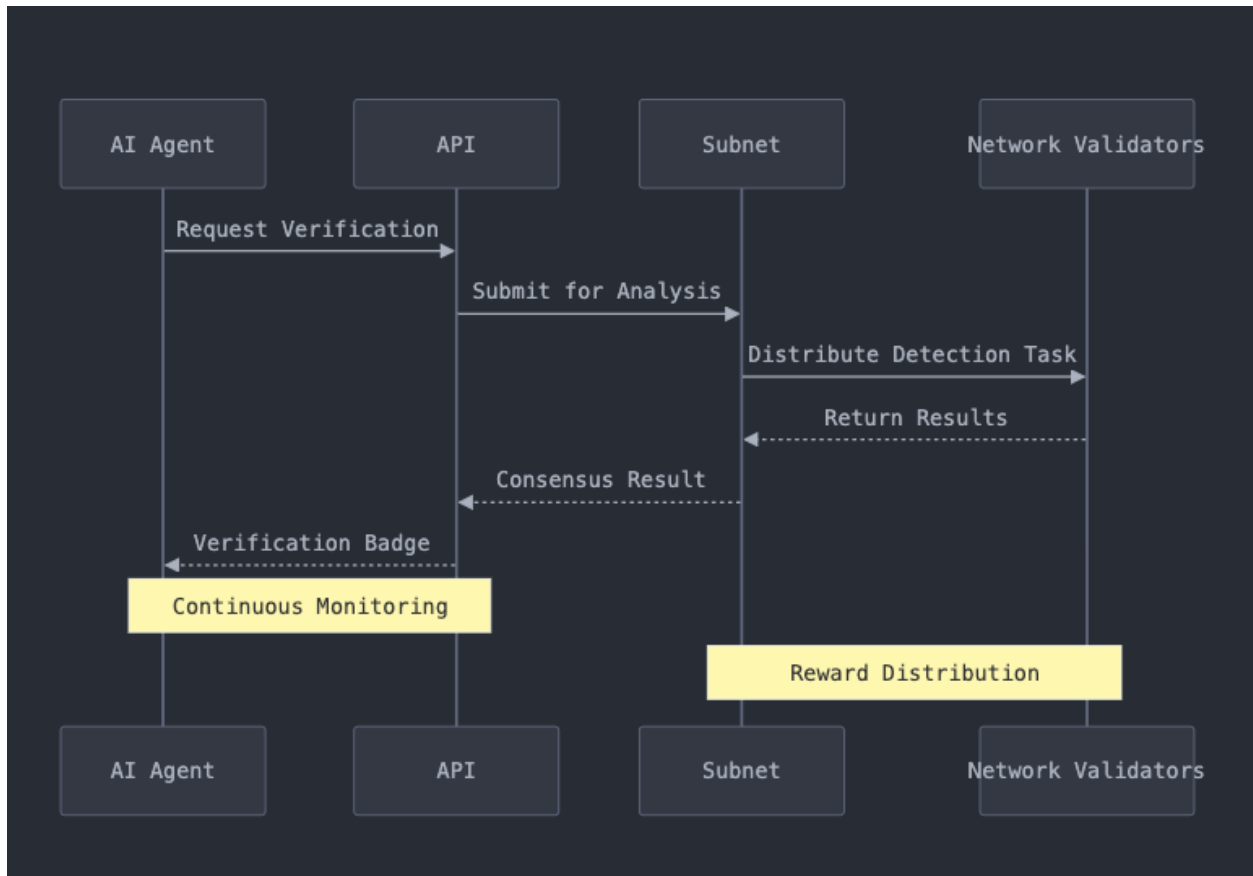 AI Agent
API
Subnet
Network Validators
Request Verification
Submit for Analysis
Distribute Detection Task
Return Results
Consensus Result
Verification Badge
Continuous Monitoring
Reward Distribution
AI Agent
API
Subnet
Network Validators